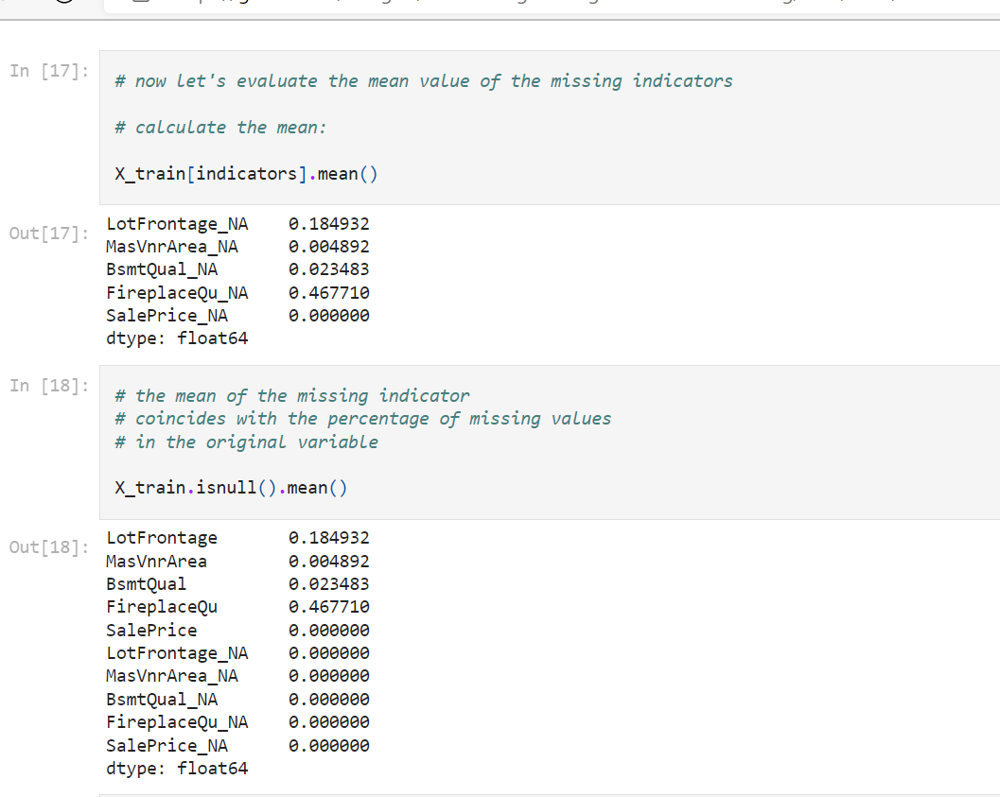 In [17]:
# now let's evaluate the mean value of the missing indicators
# calculate the mean:
X_train[indicators].mean()
Out[17]:
LotFrontage_NA    0.184932
MasVnrArea_NA     0.004892
BsmtQual_NA       0.023483
FireplaceQu_NA    0.467710
SalePrice_NA      0.000000
dtype: float64
In [18]:
# the mean of the missing indicator
# coincides with the percentage of missing values
# in the original variable
X_train.isnull().mean()
Out[18]:
LotFrontage       0.184932
MasVnrArea        0.004892
BsmtQual          0.023483
FireplaceQu       0.467710
SalePrice         0.000000
LotFrontage_NA    0.000000
MasVnrArea_NA     0.000000
BsmtQual_NA       0.000000
FireplaceQu_NA    0.000000
SalePrice_NA      0.000000
dtype: float64